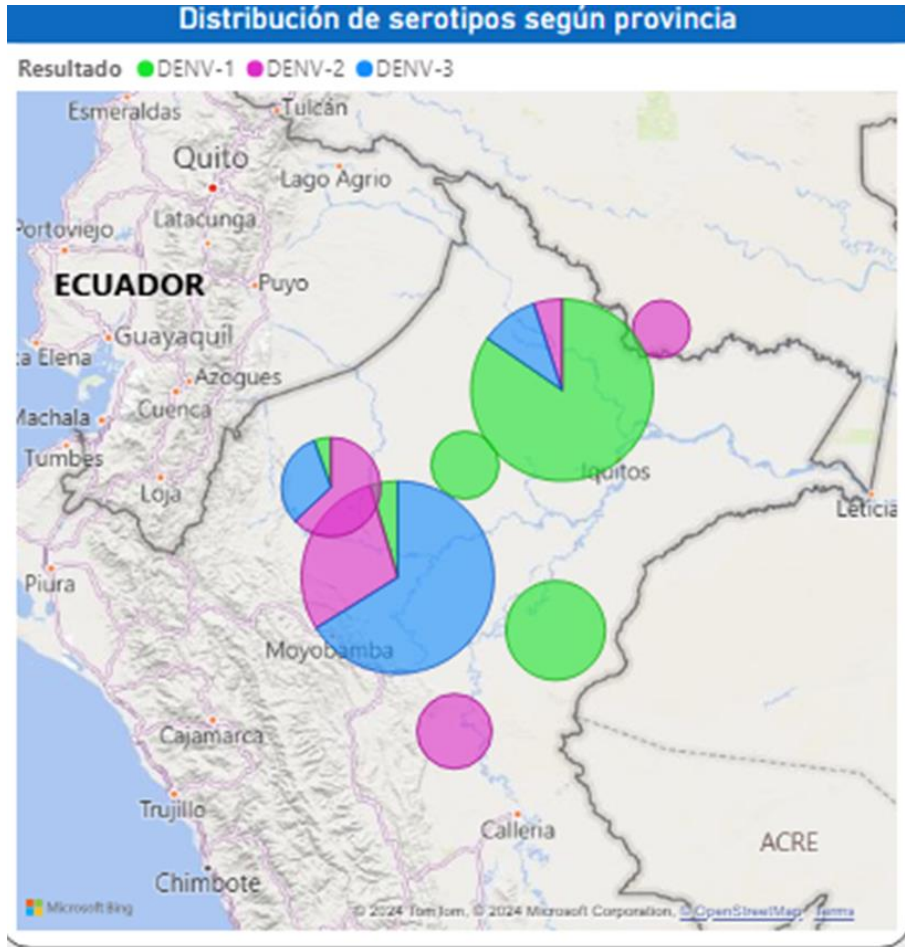 Distribución de serotipos según provincia
Resultado DENV-1 DENV-2 DENV-3
Esmeraldas
Tulcán
Quito
Lago Agrio
Latacunga
Portoviejo
ECUADOR
Puyo
Guayaquil
ta Elena
Azogues
Cuenca
Machala
Tumbes
Loja
Iquitos
Leticia
Piura
Moyobamba
Cajamarca
Trujillo
Calleria
ACRE
Chimbote
Microsoft Bing
© 2024 TomTom, © 2024 Microsoft Corporation, © OpenStreetMap Terms